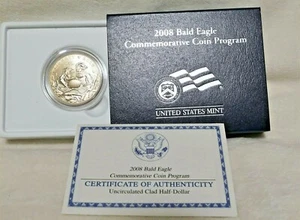 2008 Bald Eagle
Commemorative Coin Program
UNITED STATES MINT
2008 Bald Eagle
Commemorative Coin Program
CERTIFICATE OF AUTHENTICITY
Uncirculated Clad Half-Dollar